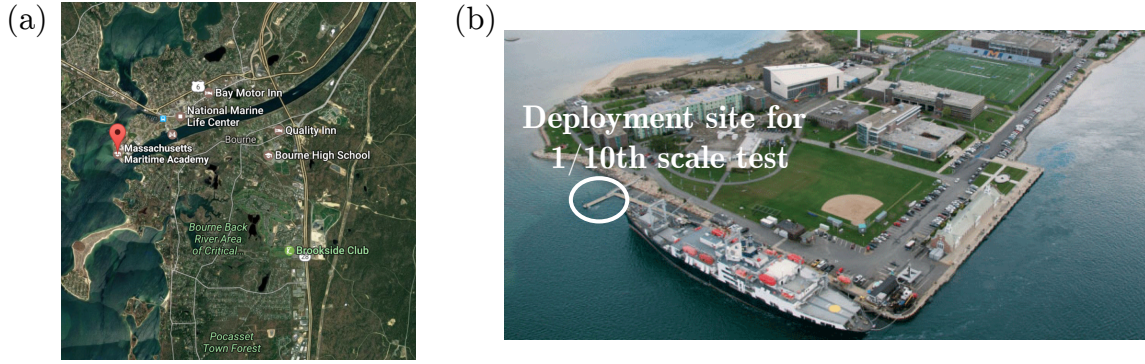 (a)
6
Bay Motor Inn
National Marine
Life Center
Quality Inn
Bourne
Massachusetts
Maritime Academy
Bourne High School
Bourne Back
River Area
of Critical...
Brookside Club
Pocasset
Town Forest
(b)
Deployment site for
1/10th scale test